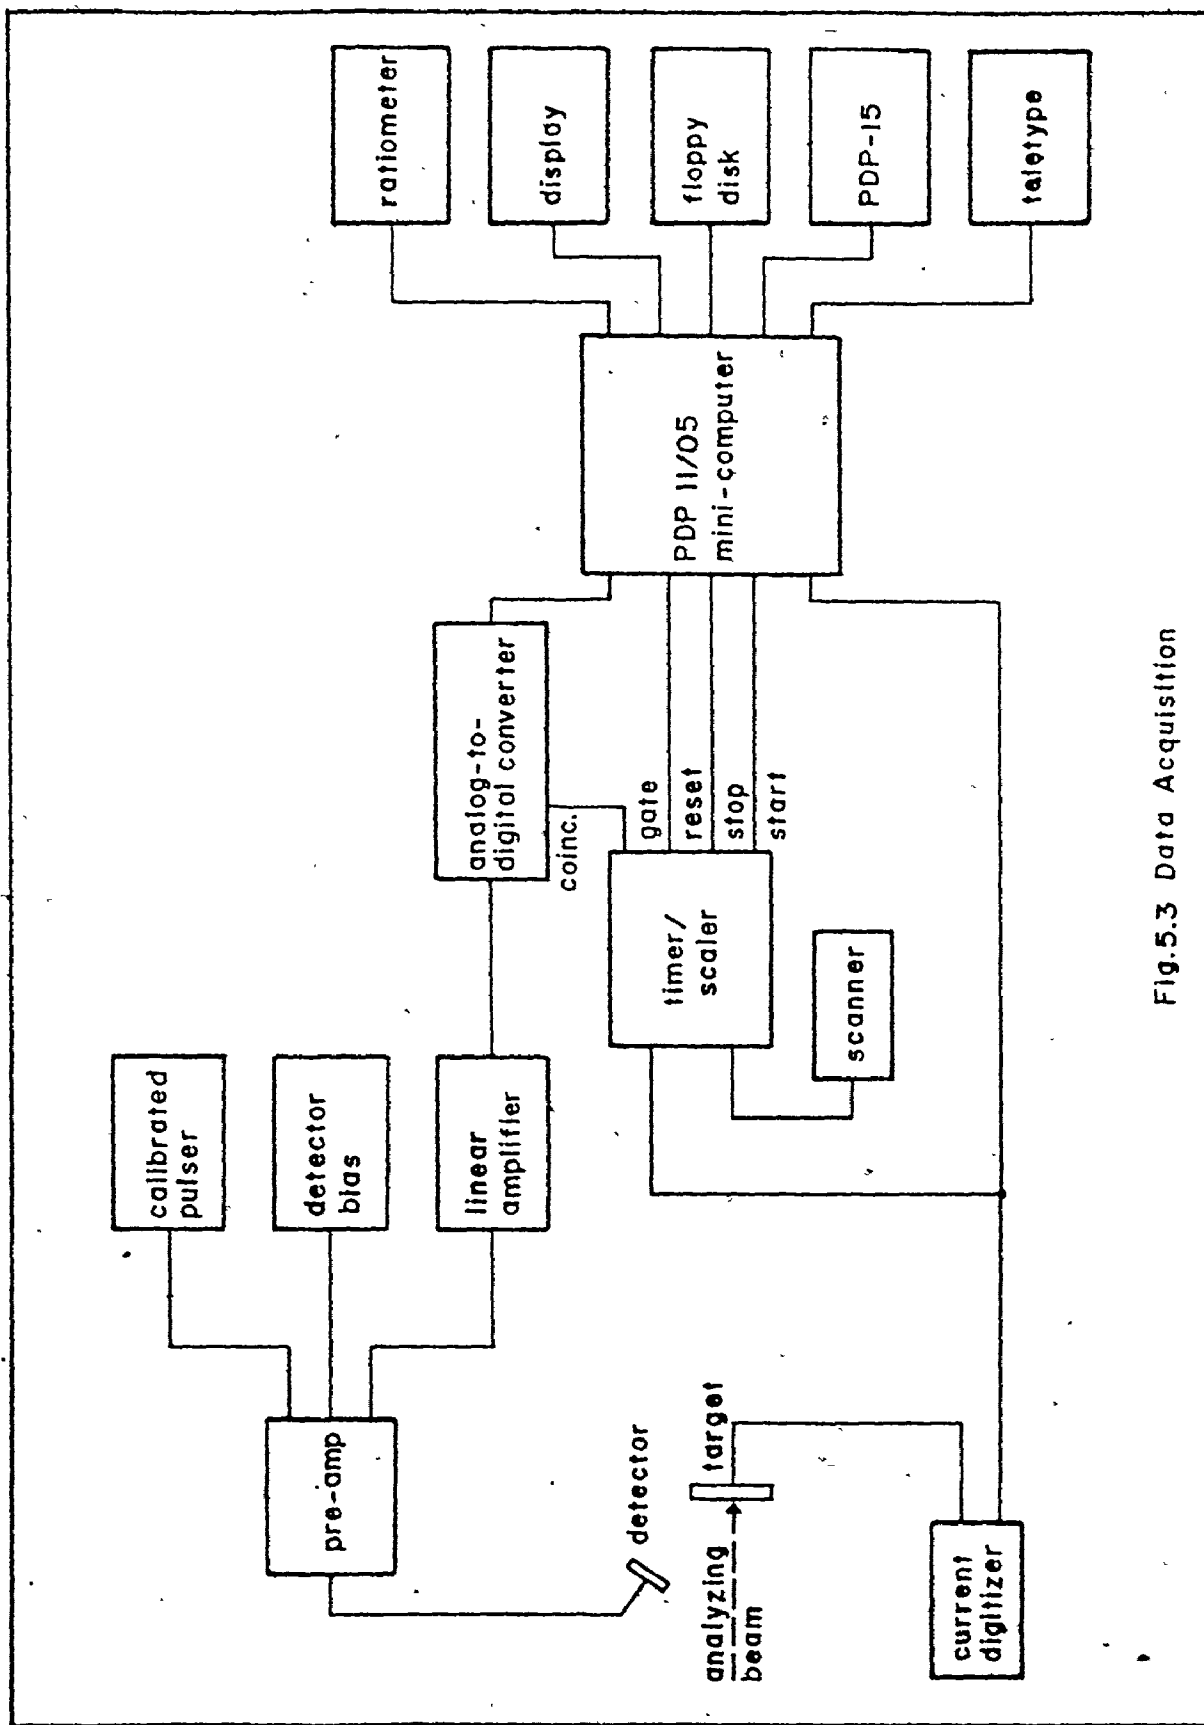 calibrated
pulser
detector
bias
linear
amplifier
pre-amp
detector
analyzing
beam
target
current
digitizer
analog-to-
digital converter
coinc.
gate
reset
stop
start
timer/
scaler
scanner
PDP 11/05
mini-computer
ratiometer
display
floppy
disk
PDP-15
teletype
Fig.5.3 Data Acquisition